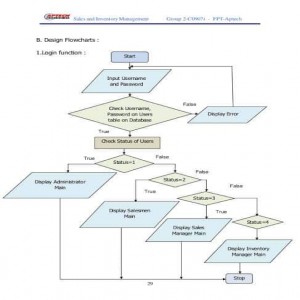 APTECH
Sales and Inventory Management
Group 2-C0907i - FPT-Aptech
B. Design Flowcharts :
1.Login function :
Start
Input Username
and Password
Check Username,
Password on Users
table on Database
False
Display Error
True
Check Status of Users
Status=1
False
True
Status=2
False
Display Administrator
Main
True
Status=3
False
True
Status=4
Display Salesmen
Main
Display Sales
Manager Main
True
Display Inventory
Manager Main
Stop
29